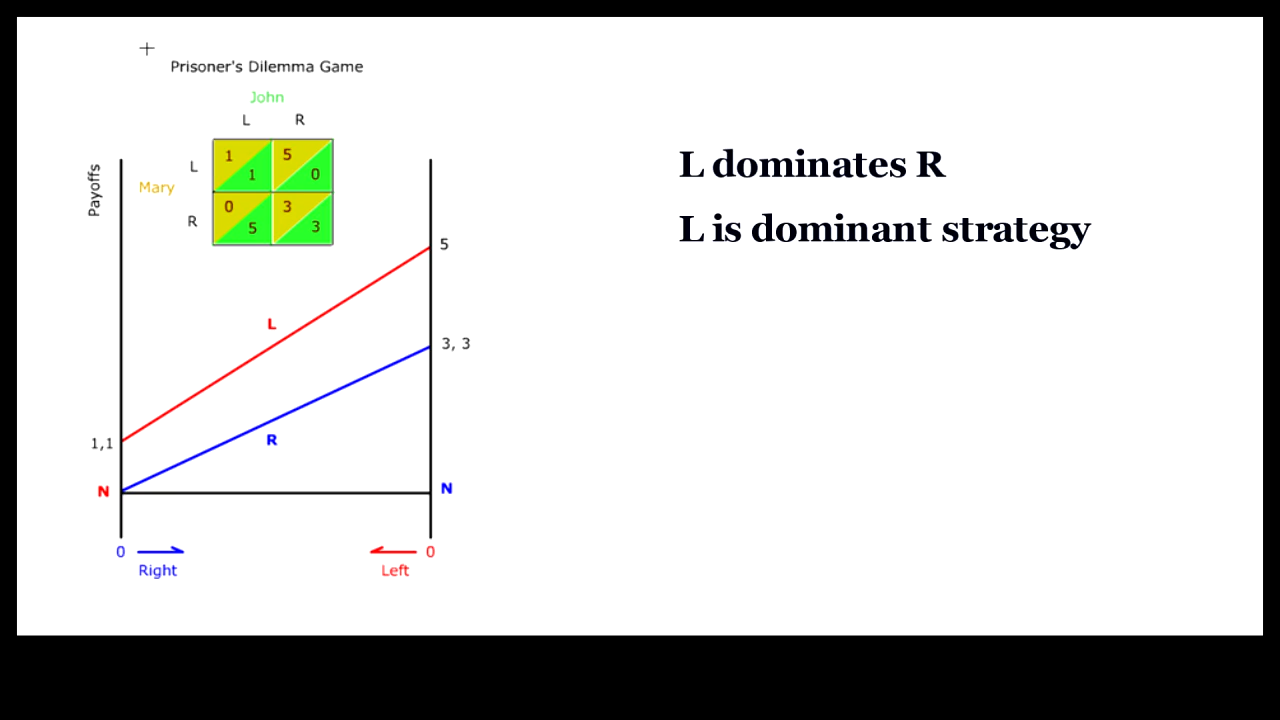 Prisoner's Dilemma Game
John
L R
L 1 5
1 0
Mary
R 0 3
5 3
Payoffs
L dominates R
L is dominant strategy
5
L
3, 3
R
1,1
N N
0 0
Right Left